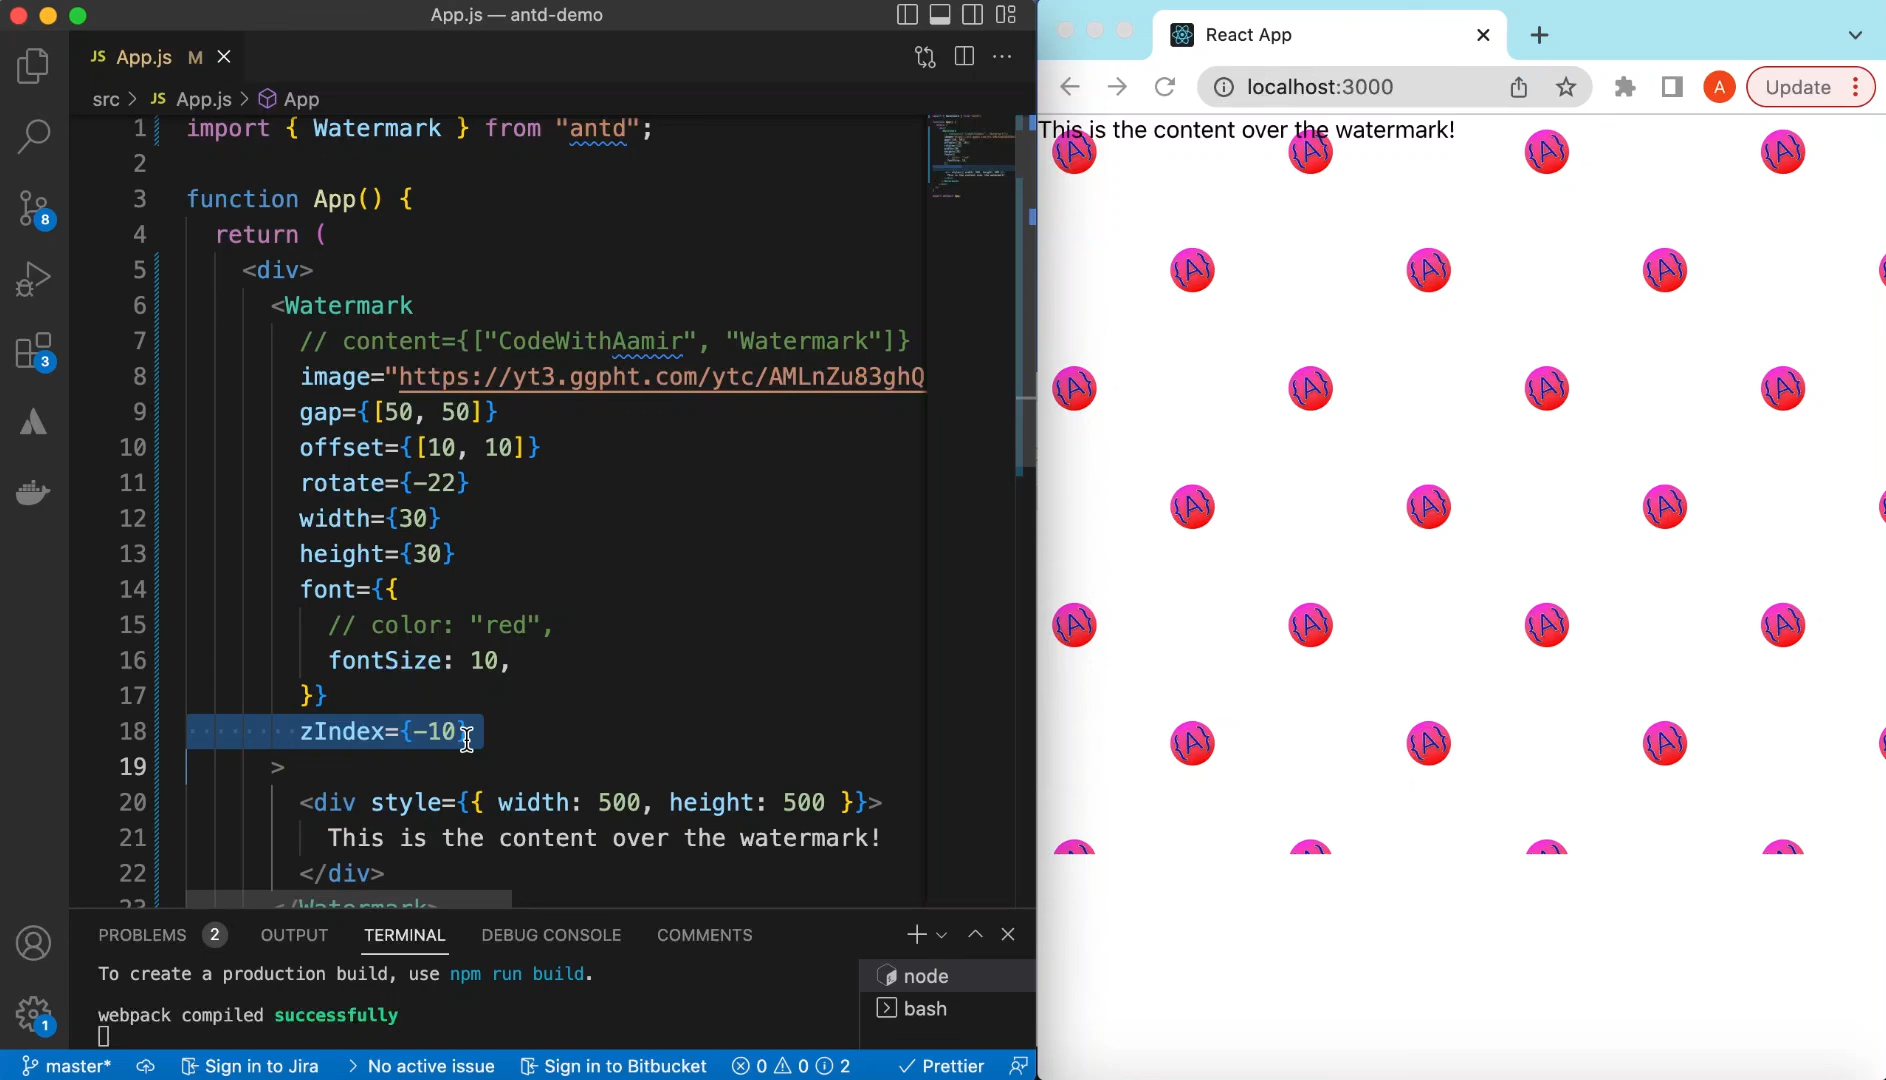 App.js — antd-demo
JS App.js M
src > JS App.js > App
1 import { Watermark } from "antd";
2
3 function App() {
4 return (
5 <div>
6 <Watermark
7 // content={["CodeWithAamir", "Watermark"]}
8 image="https://yt3.ggpht.com/ytc/AMLnZu83ghQ
9 gap={[50, 50]}
10 offset={[10, 10]}
11 rotate={-22}
12 width={30}
13 height={30}
14 font={{
15 // color: "red",
16 fontSize: 10,
17 }}
18 zIndex={-10}
19 >
20 <div style={{ width: 500, height: 500 }}>
21 This is the content over the watermark!
22 </div>
23 </Watermark>
8
3
1
PROBLEMS 2 OUTPUT TERMINAL DEBUG CONSOLE COMMENTS
To create a production build, use npm run build.
webpack compiled successfully
node
bash
master* Sign in to Jira > No active issue Sign in to Bitbucket 0 0 2 Prettier
React App
localhost:3000
A
Update
This is the content over the watermark!
{A} {A} {A} {A}
{A} {A} {A}
{A} {A} {A} {A}
{A} {A} {A}
{A} {A} {A} {A}
{A} {A} {A}